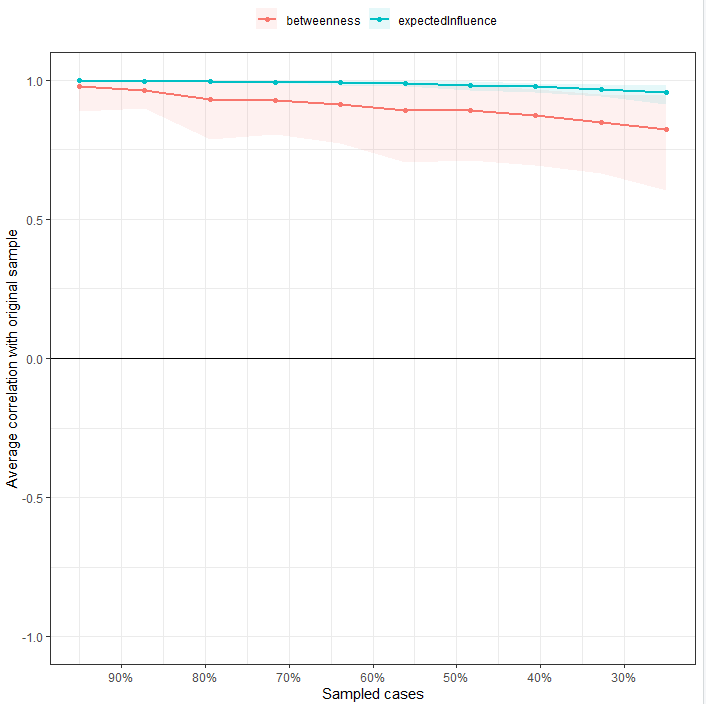 betweenness expectedInfluence
1.0
0.5
0.0
-0.5
-1.0
Average correlation with original sample
90% 80% 70% 60% 50% 40% 30%
Sampled cases